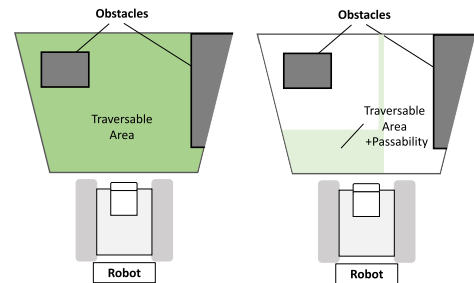 Obstacles
Traversable
Area
Robot
Obstacles
Traversable
Area
+Passability
Robot